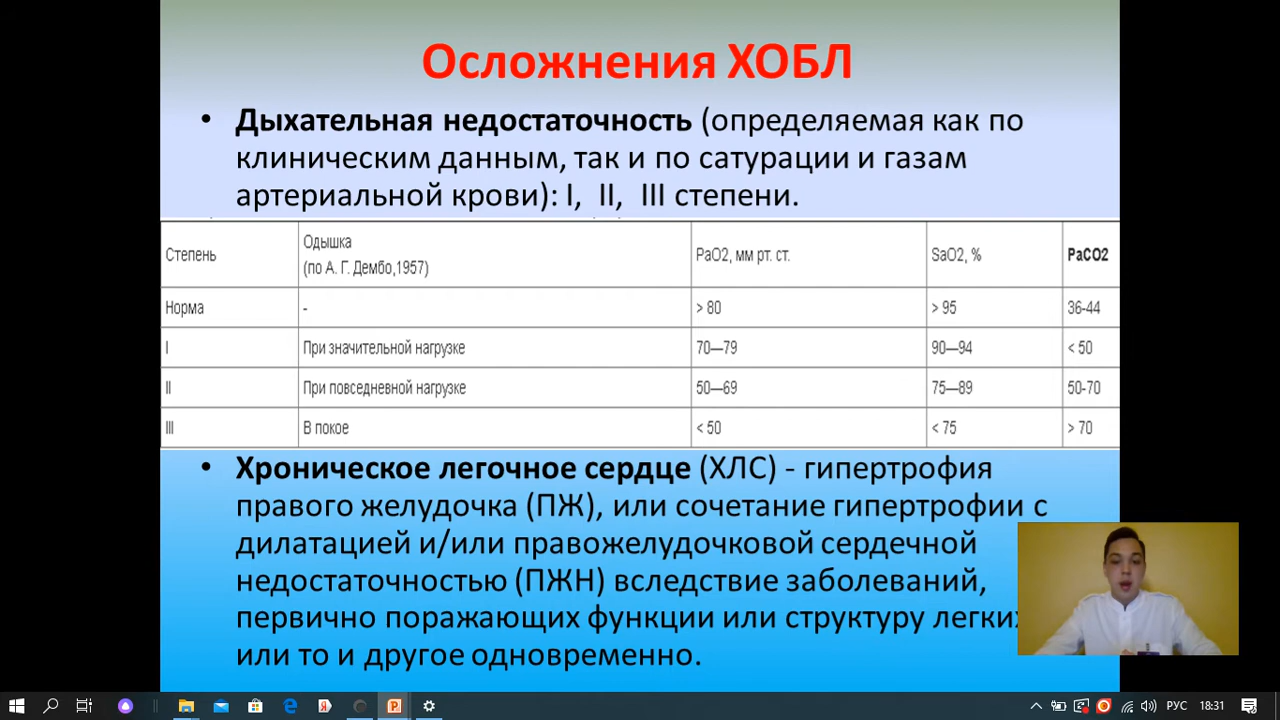 Осложнения ХОБЛ
• Дыхательная недостаточность (определяемая как по
клиническим данным, так и по сатурации и газам
артериальной крови): I, II, III степени.
Степень Одышка (по А. Г. Дембо,1957) PaO2, мм рт. ст. SaO2, % PaCO2
Норма - > 80 > 95 36-44
I При значительной нагрузке 70—79 90—94 < 50
II При повседневной нагрузке 50—69 75—89 50-70
III В покое < 50 < 75 > 70
• Хроническое легочное сердце (ХЛС) - гипертрофия
правого желудочка (ПЖ), или сочетание гипертрофии с
дилатацией и/или правожелудочковой сердечной
недостаточностью (ПЖН) вследствие заболеваний,
первично поражающих функции или структуру легких
или то и другое одновременно.
РУС 18:31